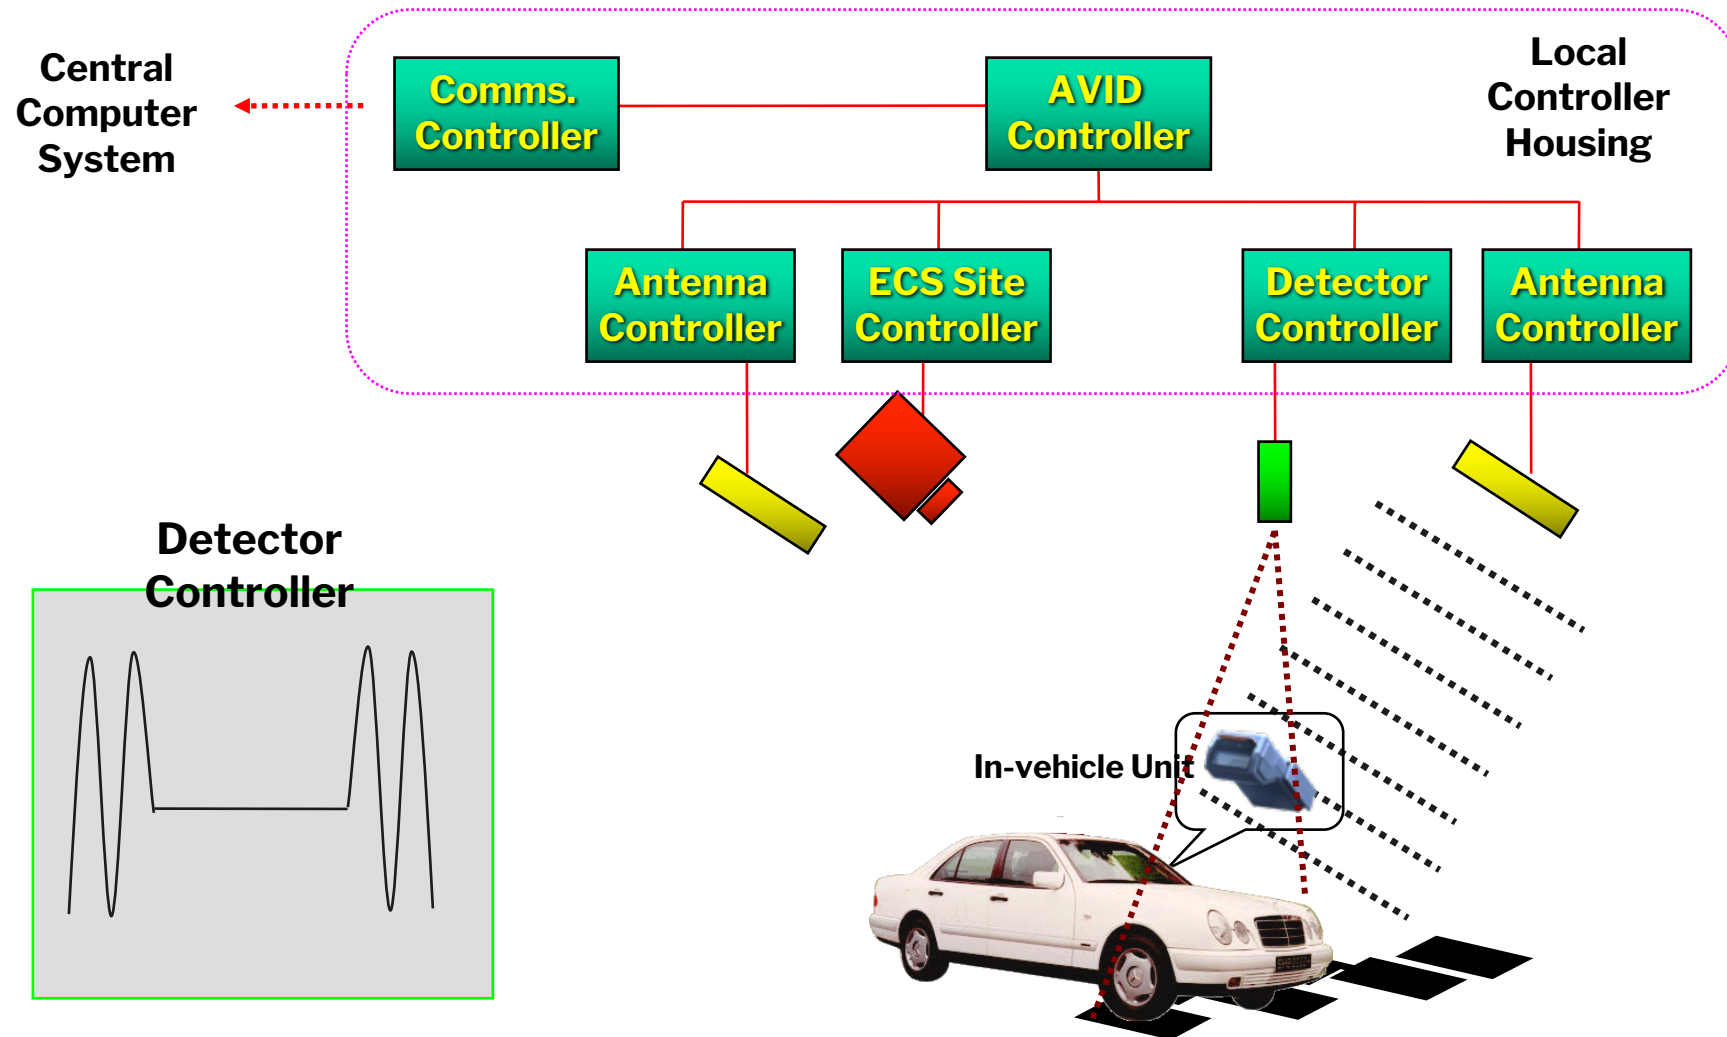 Central
Computer
System
Comms.
Controller
AVID
Controller
Local
Controller
Housing
Antenna
Controller
ECS Site
Controller
Detector
Controller
Antenna
Controller
Detector
Controller
In-vehicle Unit